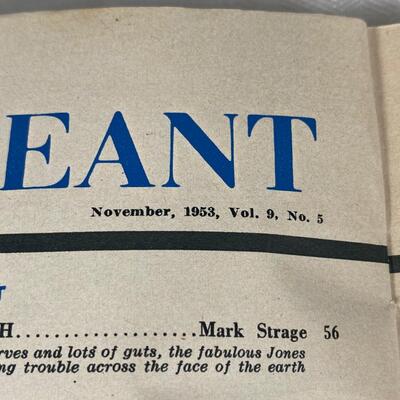 EANT
November, 1953, Vol. 9, No. 5
H................... Mark Strage 56
rves and lots of guts, the fabulous Jones
ng trouble across the face of the earth